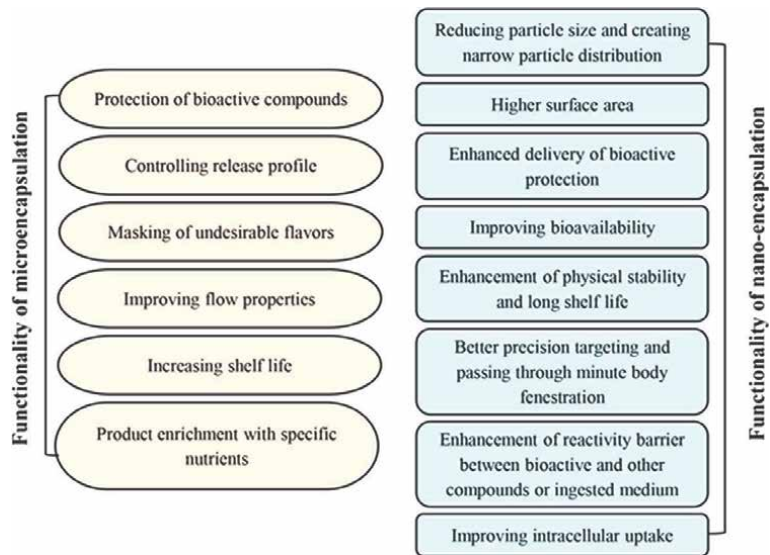 Functionality of microencapsulation
Protection of bioactive compounds
Controlling release profile
Masking of undesirable flavors
Improving flow properties
Increasing shelf life
Product enrichment with specific
nutrients
Reducing particle size and creating
narrow particle distribution
Higher surface area
Enhanced delivery of bioactive
protection
Improving bioavailability
Enhancement of physical stability
and long shelf life
Better precision targeting and
passing through minute body
fenestration
Enhancement of reactivity barrier
between bioactive and other
compounds or ingested medium
Improving intracellular uptake
Functionality of nano-encapsulation